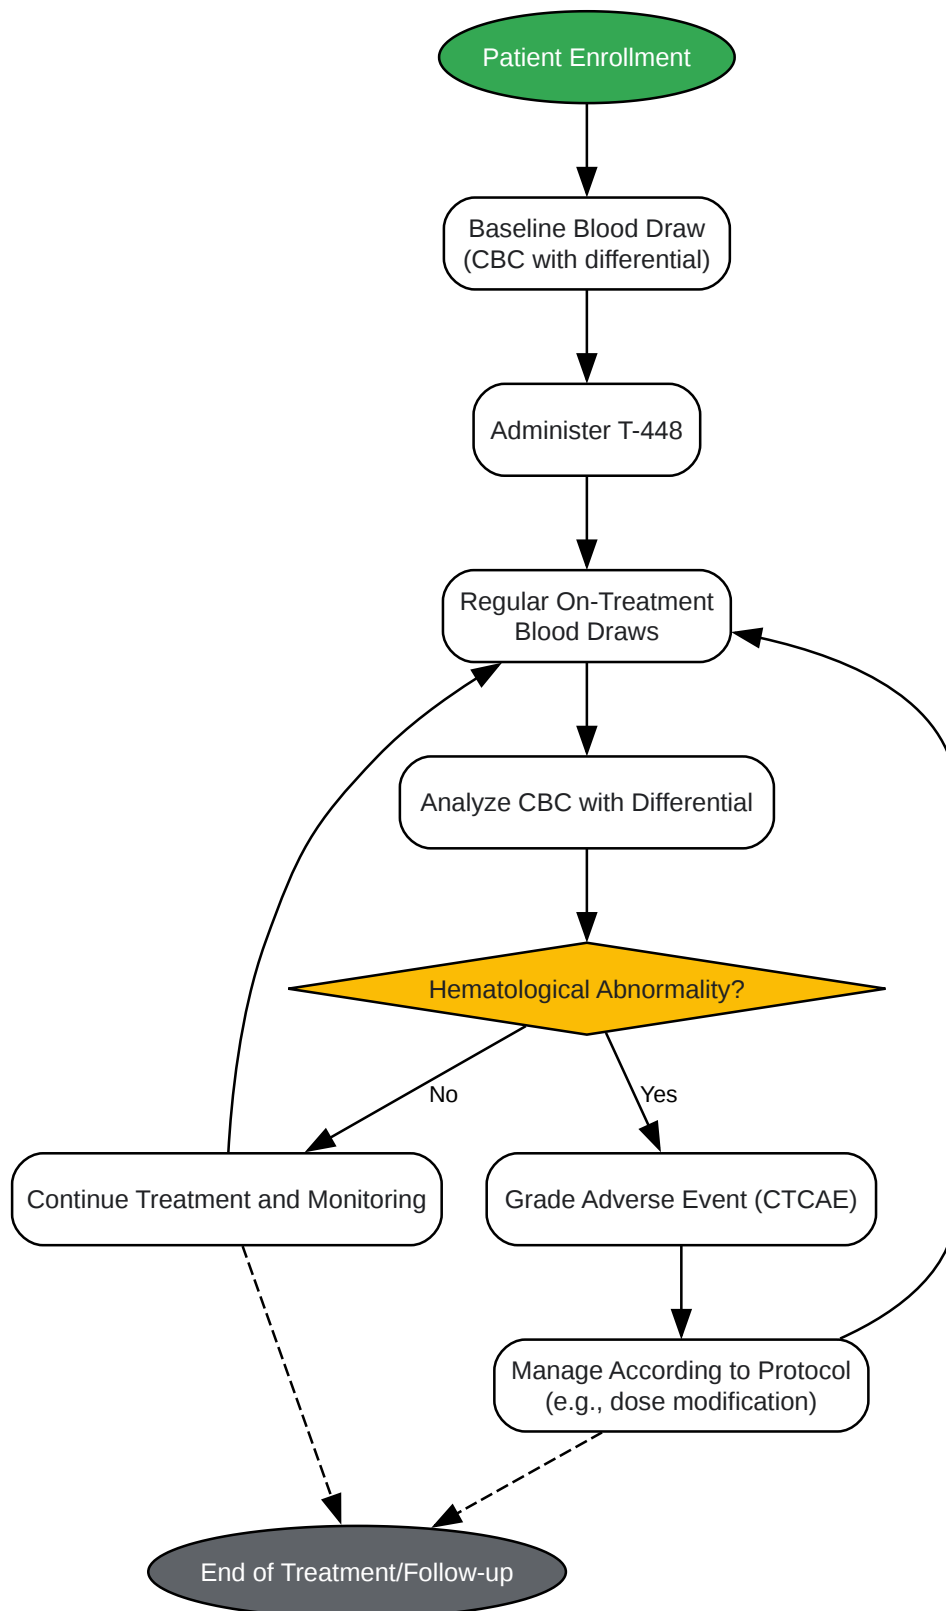 Patient Enrollment
Baseline Blood Draw
(CBC with differential)
Administer T-448
Regular On-Treatment
Blood Draws
Analyze CBC with Differential
Hematological Abnormality?
No
Yes
Continue Treatment and Monitoring
Grade Adverse Event (CTCAE)
Manage According to Protocol
(e.g., dose modification)
End of Treatment/Follow-up